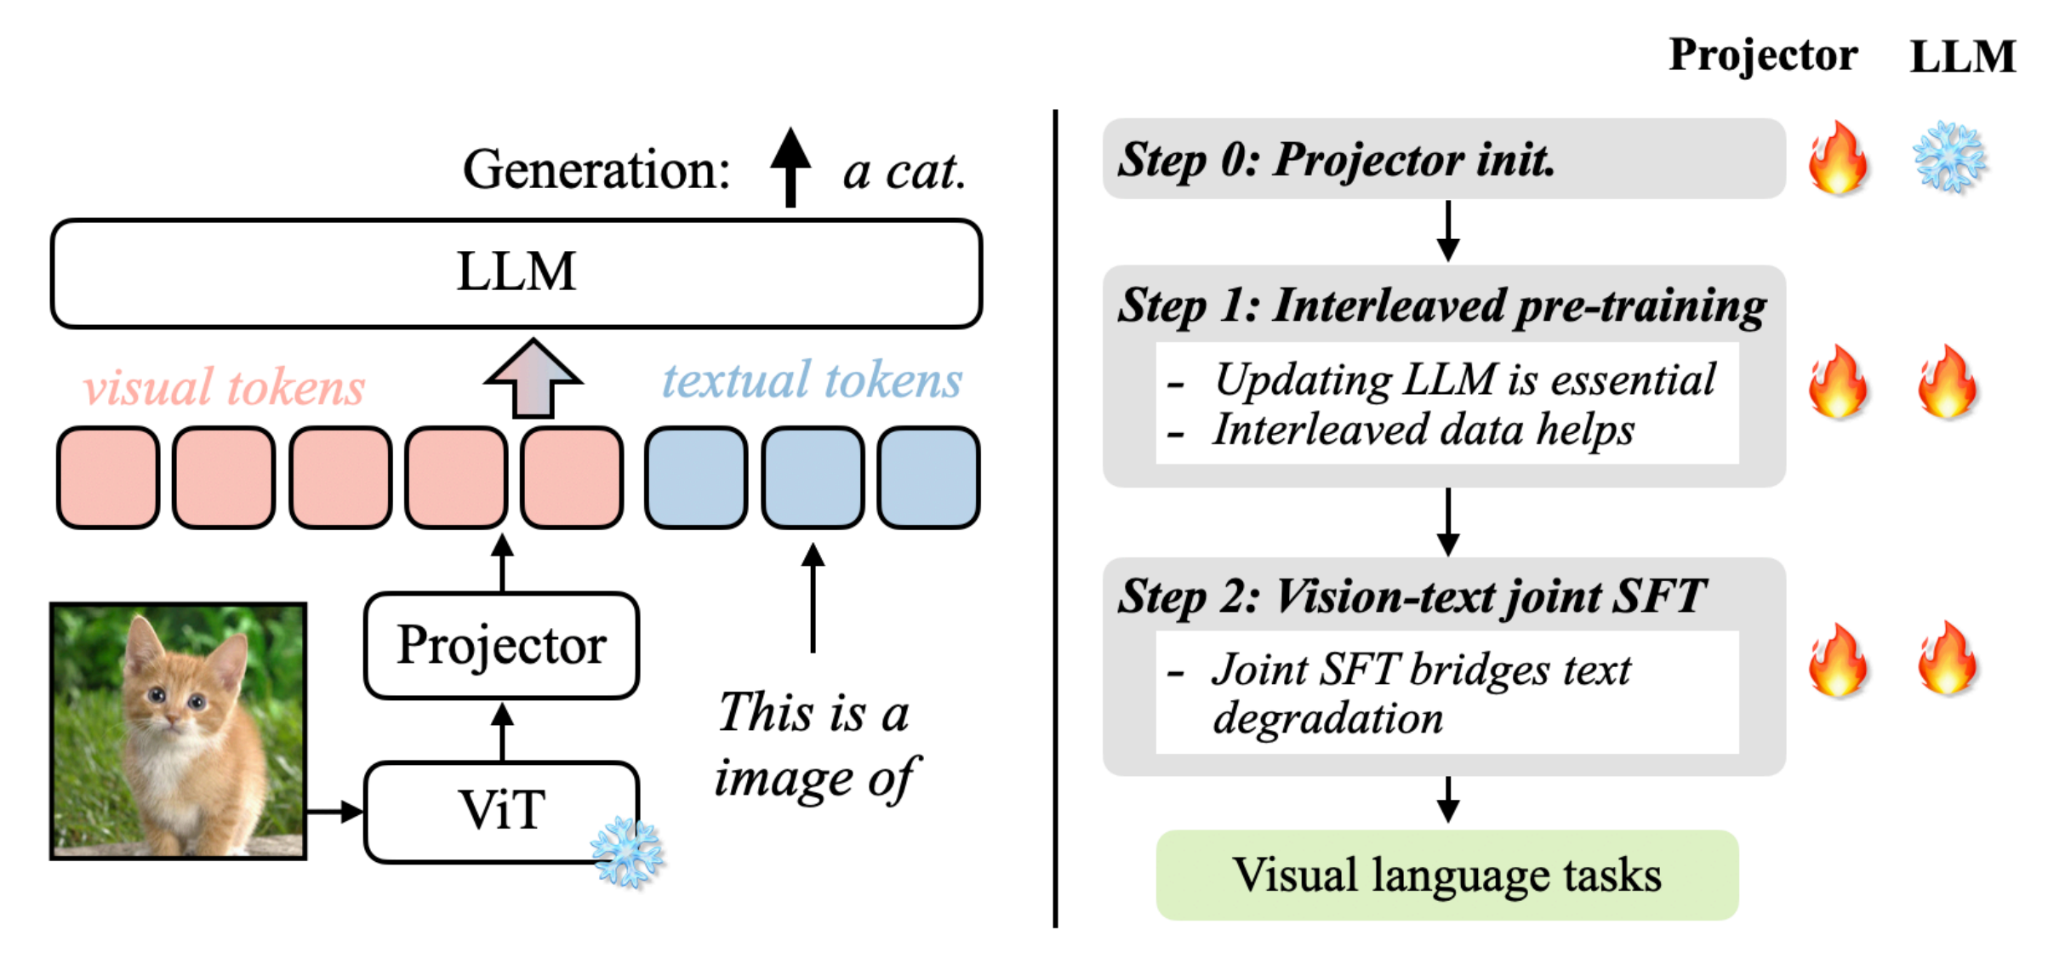 Generation:
a cat.
LLM
visual tokens
textual tokens
Projector
This is a
image of
ViT
Projector LLM
Step 0: Projector init.
Step 1: Interleaved pre-training
- Updating LLM is essential
- Interleaved data helps
Step 2: Vision-text joint SFT
- Joint SFT bridges text
degradation
Visual language tasks